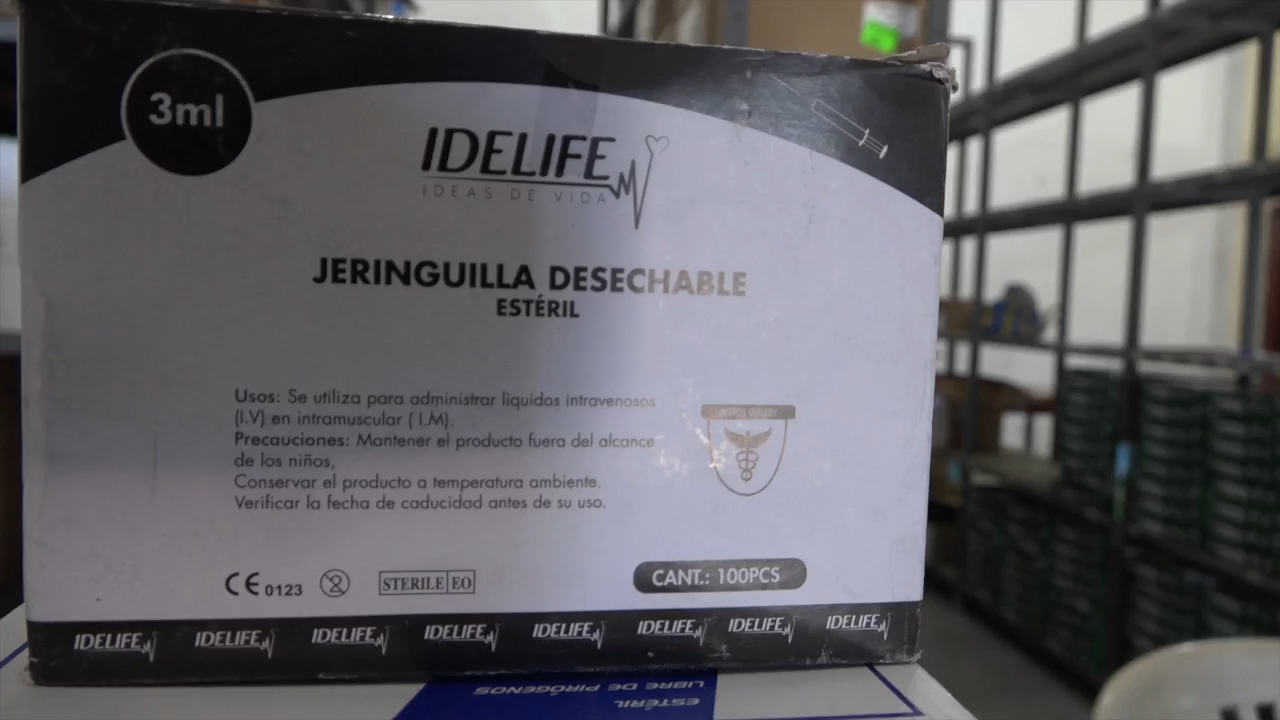 3ml
IDELIFE
IDEAS DE VIDA
JERINGUILLA DESECHABLE
ESTÉRIL
Usos: Se utiliza para administrar liquidos intravenosos
(I.V) en intramuscular ( I.M).
Precauciones: Mantener el producto fuera del alcance
de los niños,
Conservar el producto a temperatura ambiente.
Verificar la fecha de caducidad antes de su uso.
CE 0123
2
STERILE EO
CANT.: 100PCS
IDELIFE IDELIFE IDELIFE IDELIFE IDELIFE IDELIFE IDELIFE IDELIFE
ESTÉRIL
LIBRE DE PIRÓGENOS